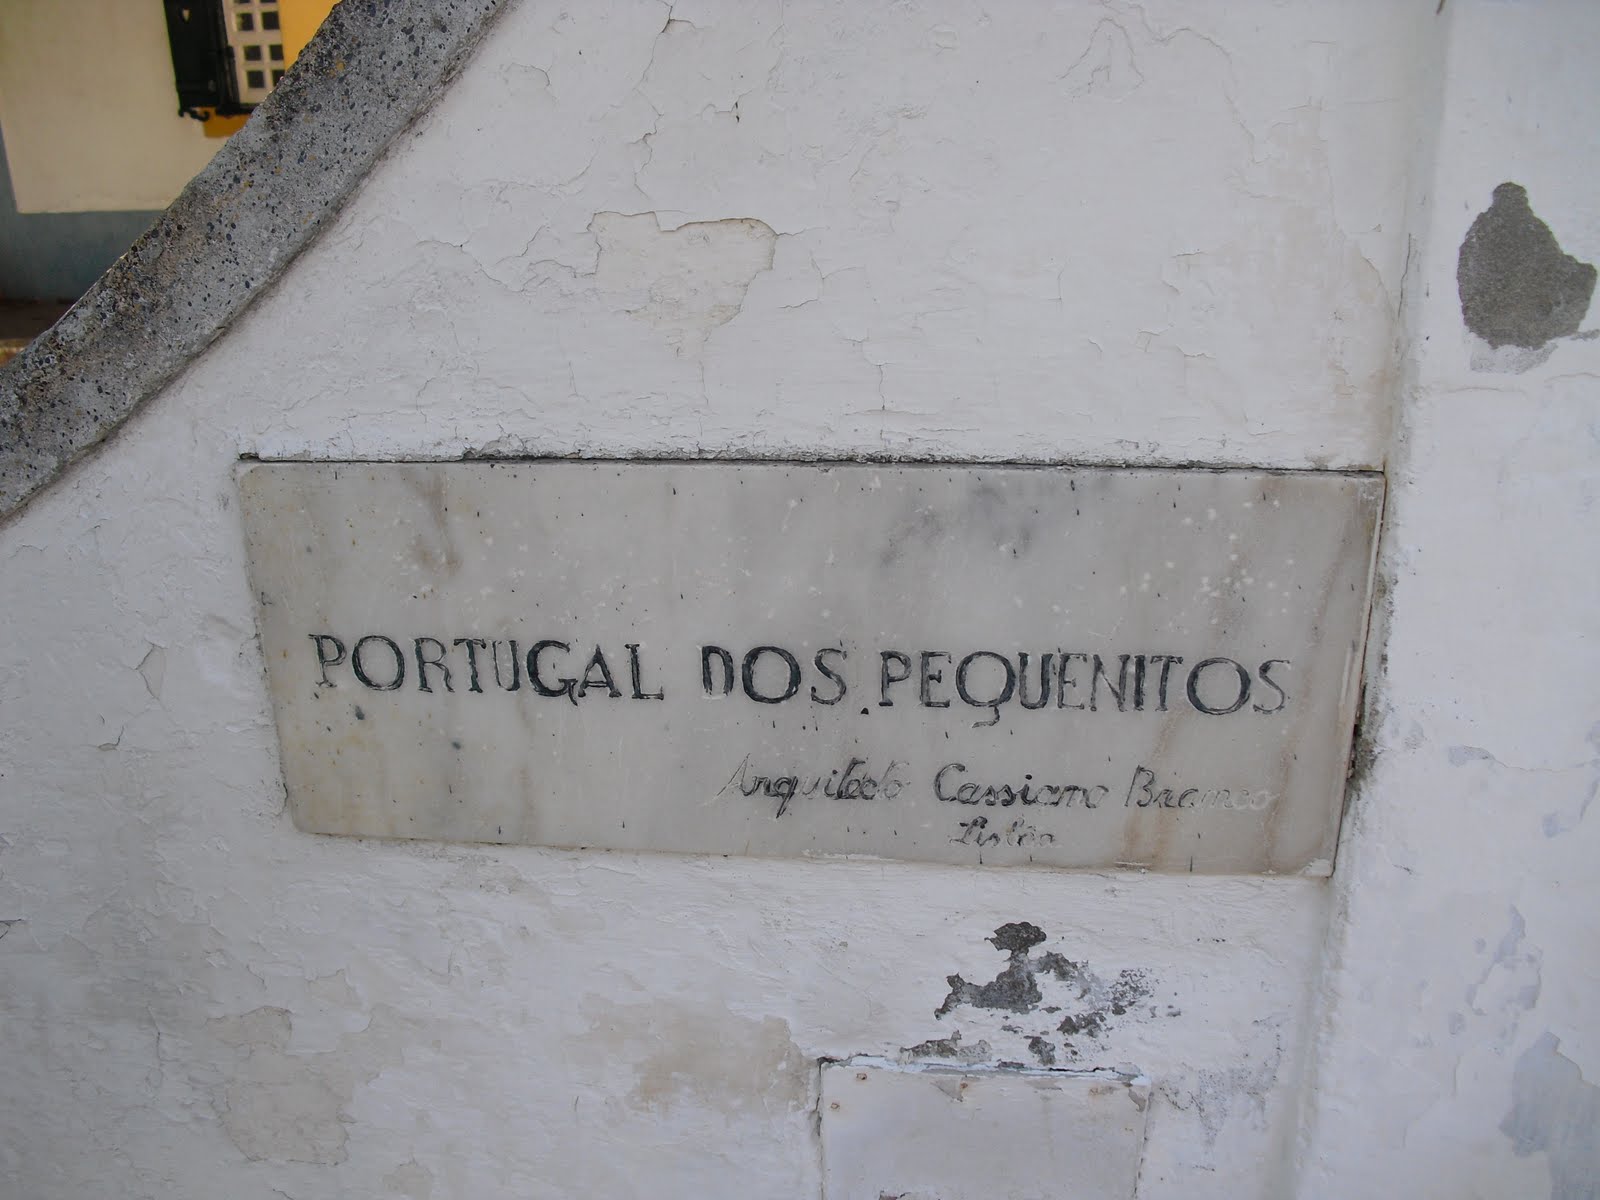 PORTUGAL DOS PEQUENITOS
Arquitecto Cassiano Branco
Lisboa